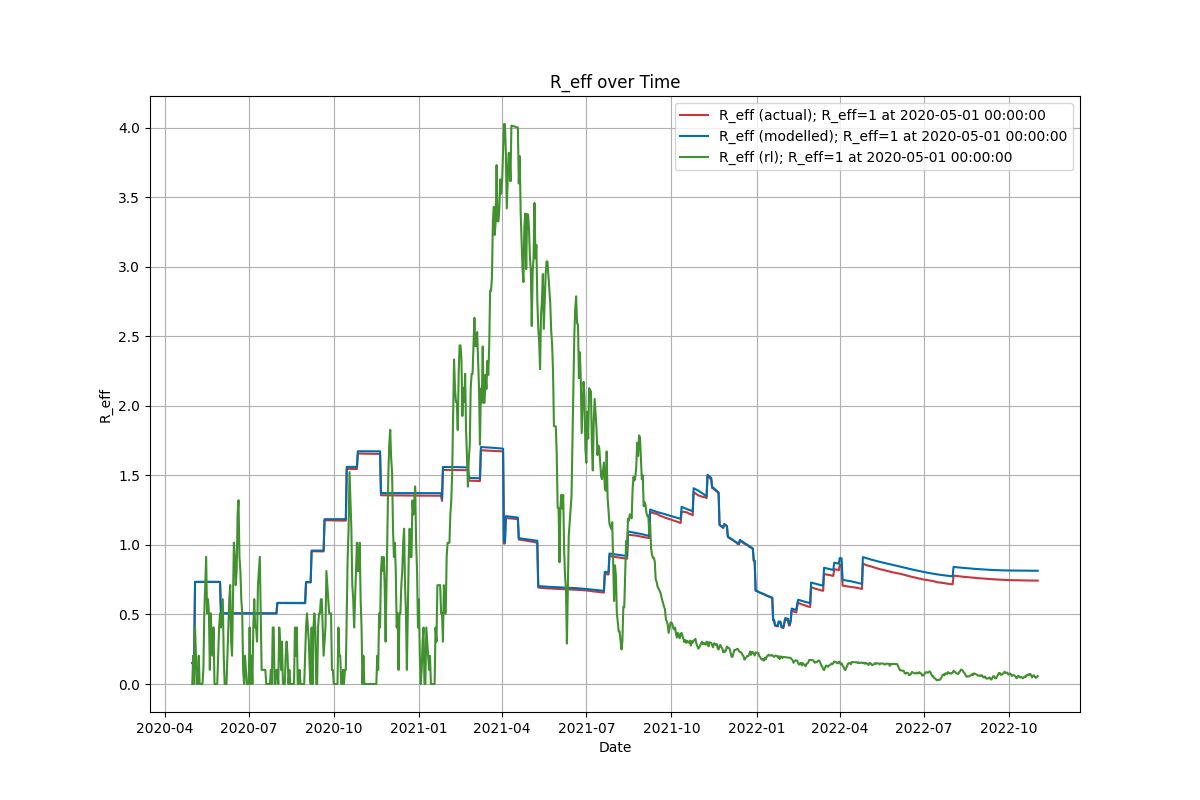 R_eff over Time
R_eff (actual); R_eff=1 at 2020-05-01 00:00:00
R_eff (modelled); R_eff=1 at 2020-05-01 00:00:00
R_eff (rl); R_eff=1 at 2020-05-01 00:00:00
4.0
3.5
3.0
2.5
2.0
1.5
1.0
0.5
0.0
R_eff
2020-04 2020-07 2020-10 2021-01 2021-04 2021-07 2021-10 2022-01 2022-04 2022-07 2022-10
Date